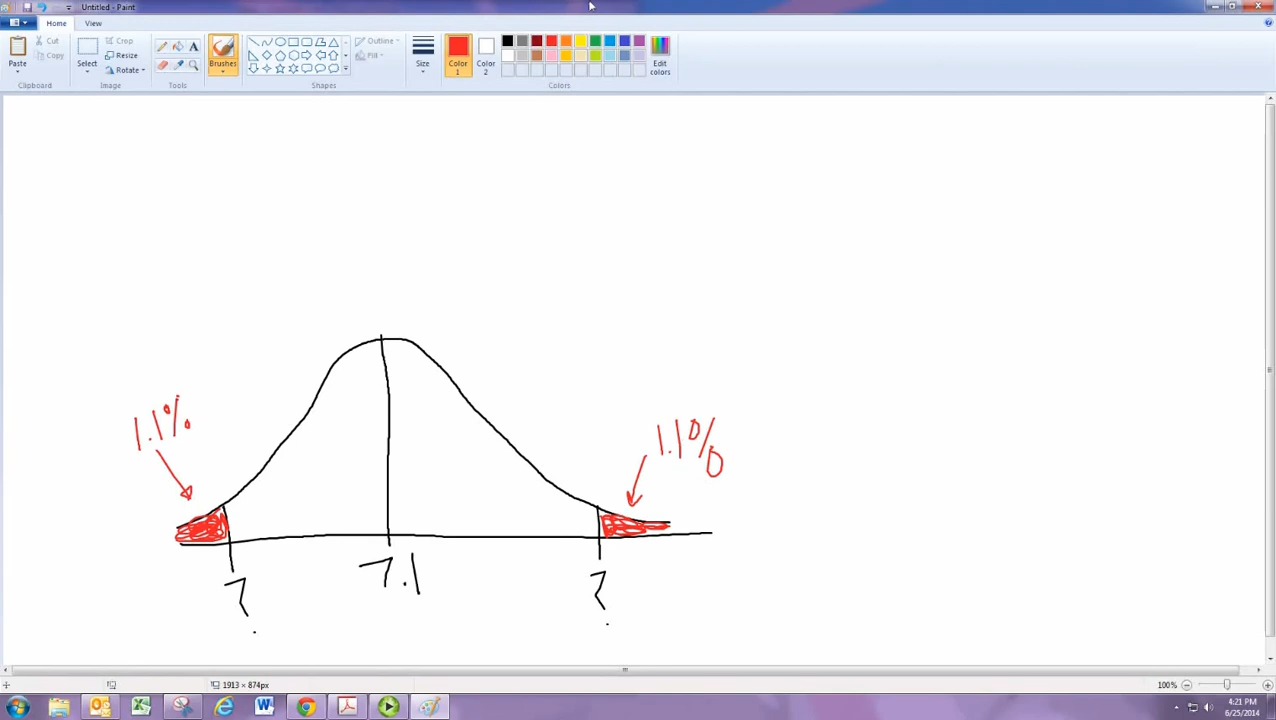 Untitled - Paint
Home View
Paste
Cut
Copy
Clipboard
Select
Crop
Resize
Rotate
Image
A
Tools
Brushes
Outline
Fill
Shapes
Size
Color 1
Color 2
Edit colors
Colors
1.1%
1.1%
?
7.1
?
1913 × 874px
100%
4:21 PM
6/25/2014